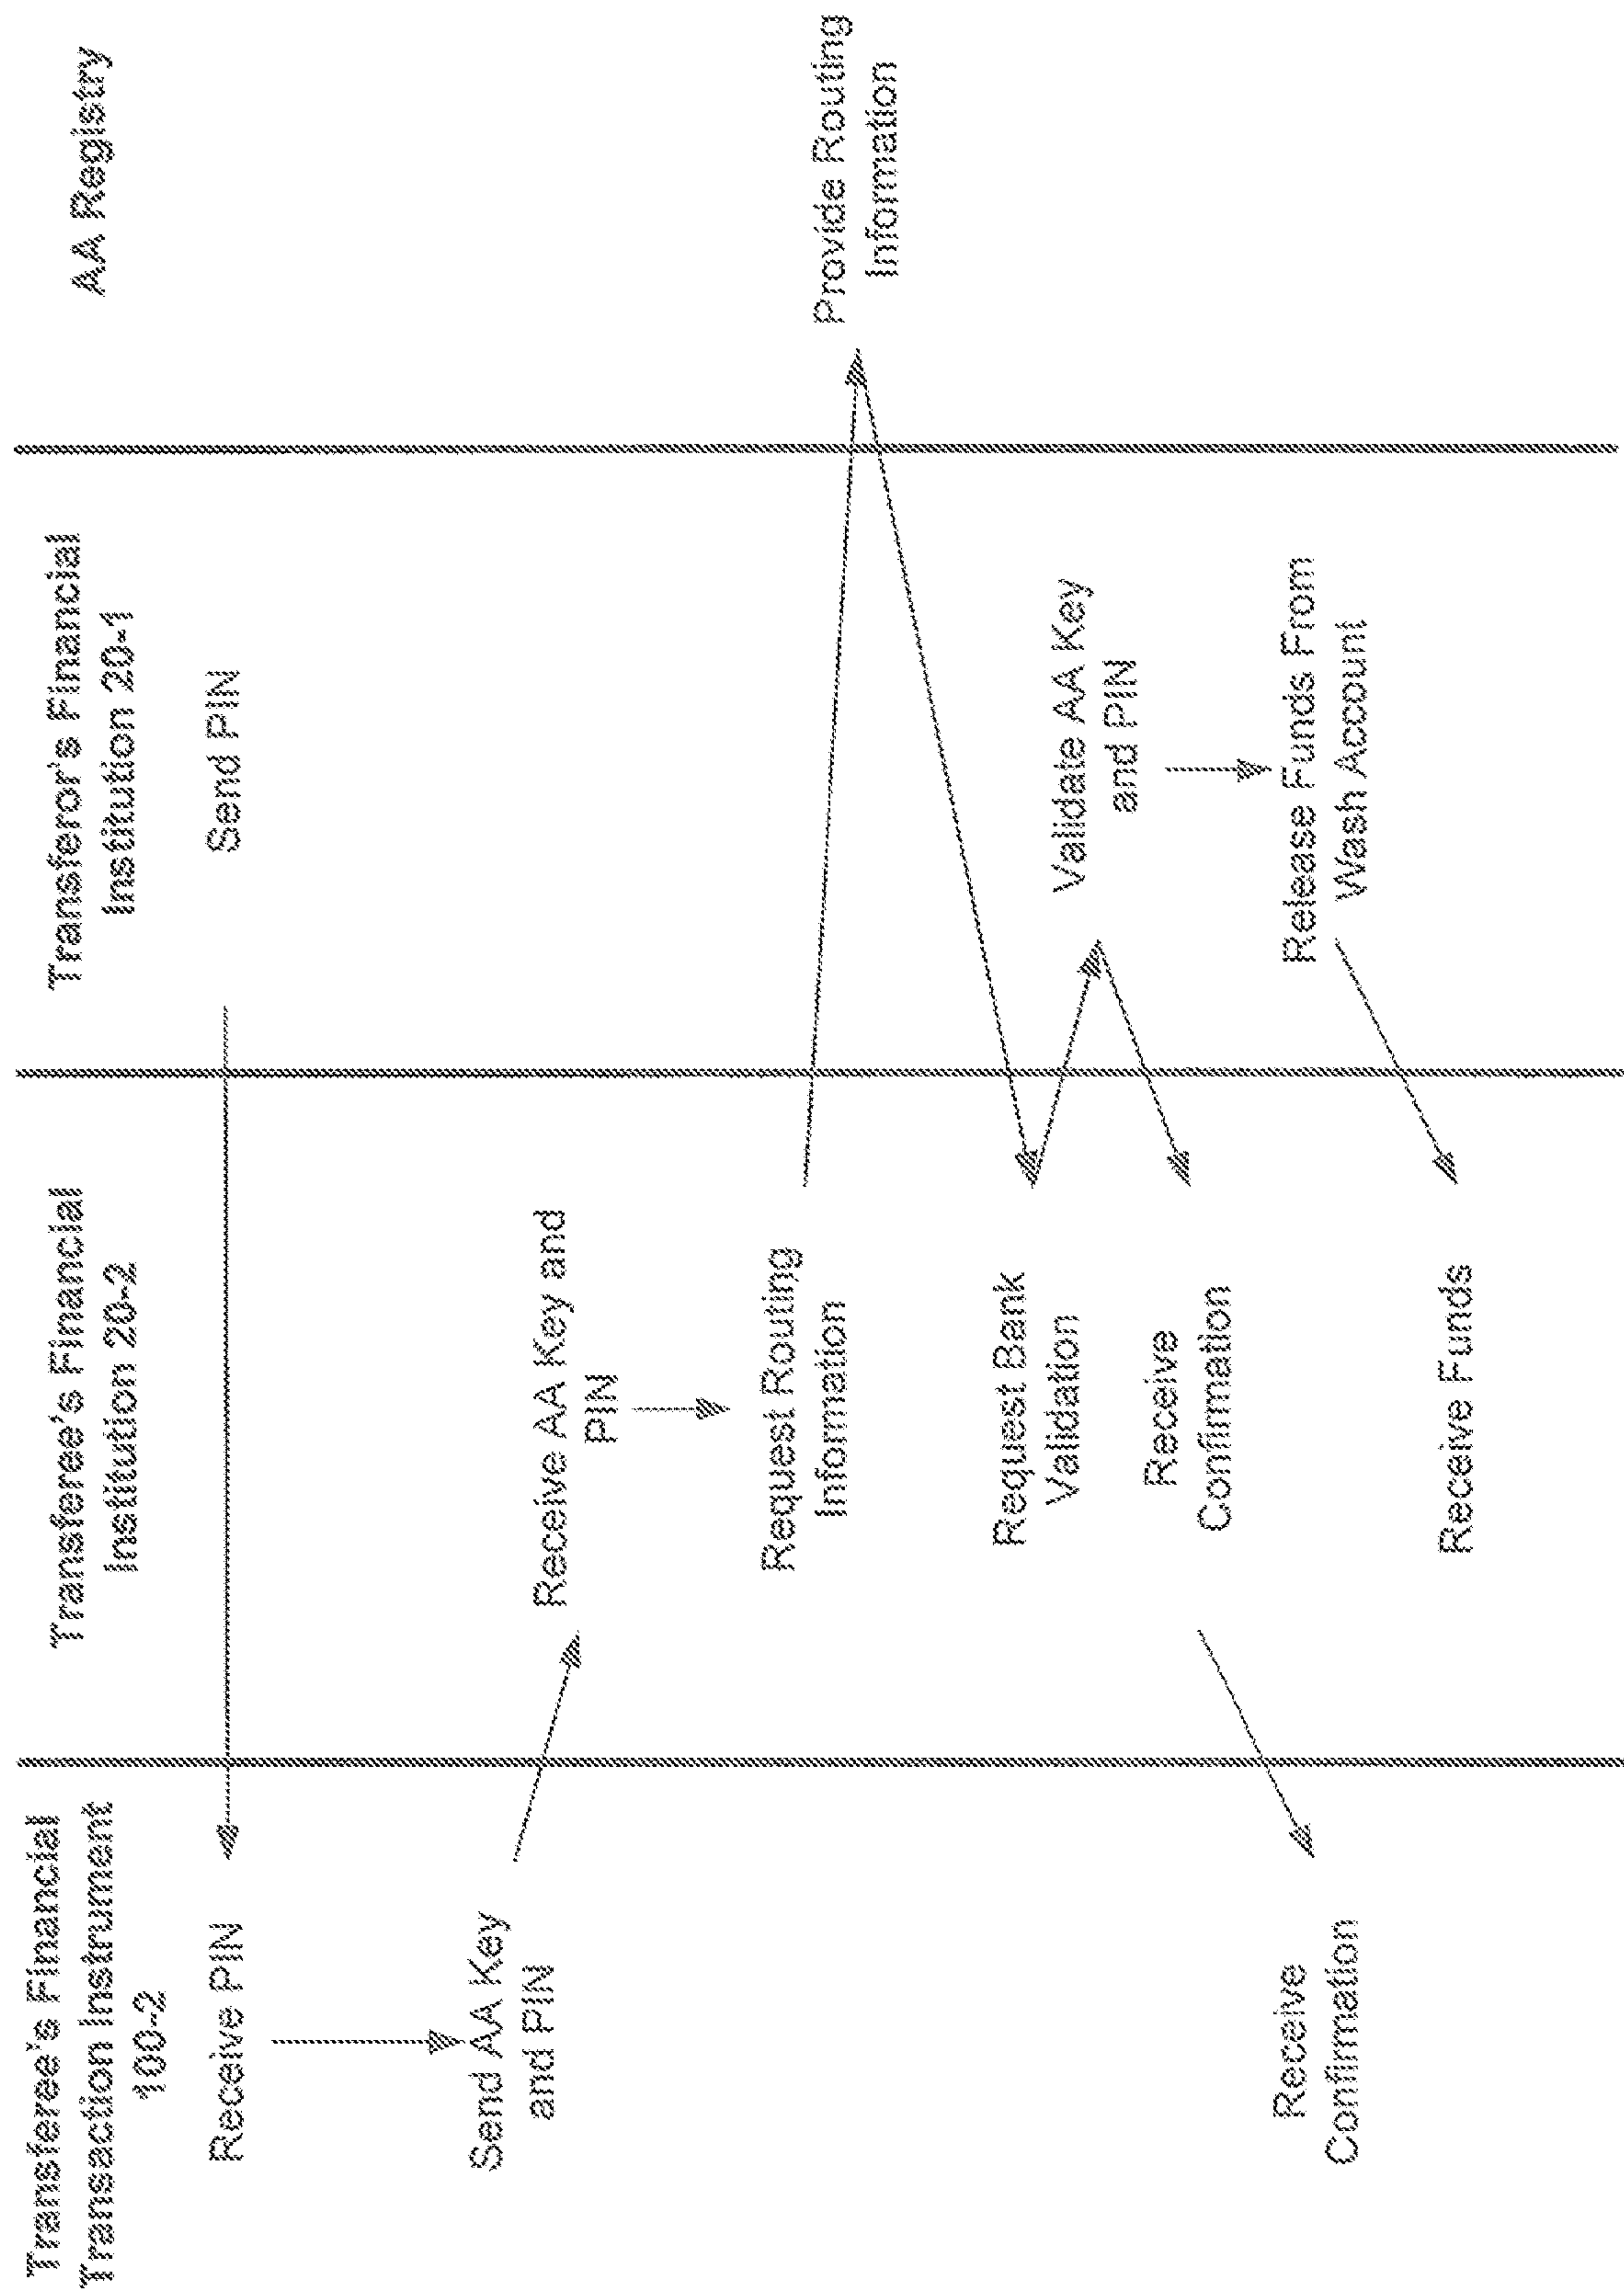 Transferee's Financial
Transaction Instrument
100-2
Transferee's Financial
Institution 20-2
Transferor's Financial
Institution 20-1
AA Registry
Receive PIN
Send PIN
Send AA Key
and PIN
Receive AA Key and
PIN
Request Routing
Information
Provide Routing
Information
Request Bank
Validation
Validate AA Key
and PIN
Receive
Confirmation
Release Funds From
Wash Account
Receive
Confirmation
Receive Funds